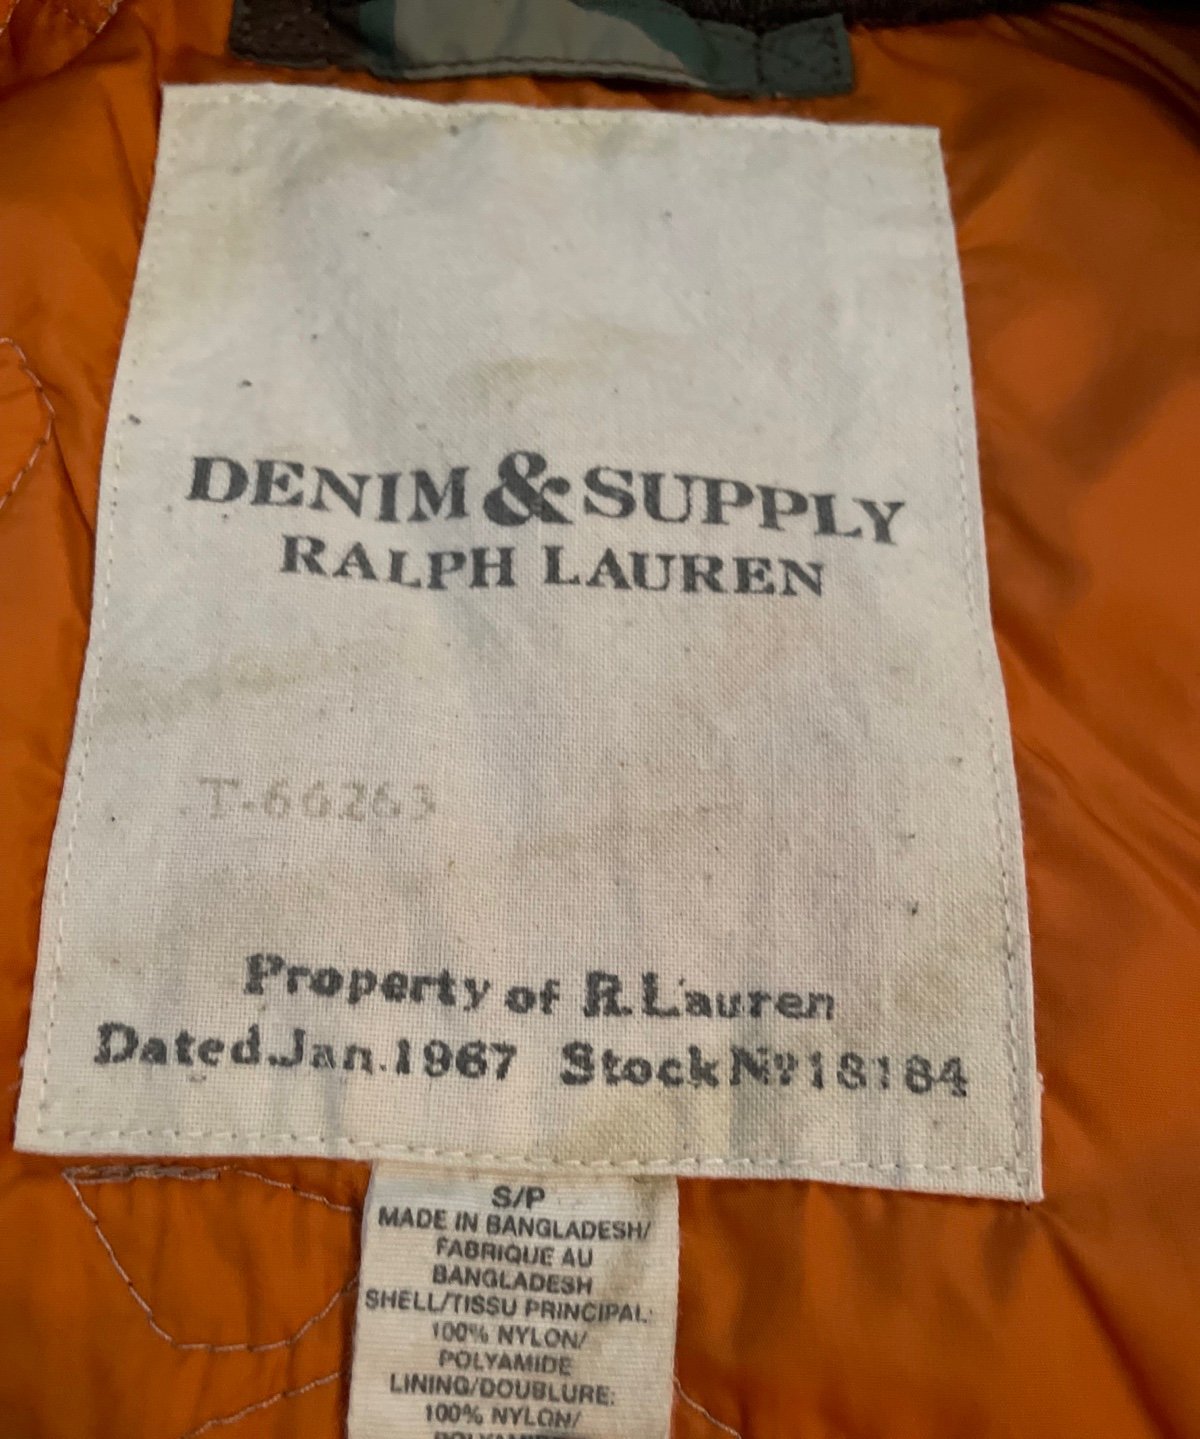 DENIM & SUPPLY
RALPH LAUREN
T-66263
Property of R. Lauren
Dated Jan. 1967 Stock Nº 18184
S/P
MADE IN BANGLADESH/
FABRIQUE AU
BANGLADESH
SHELL/TISSU PRINCIPAL:
100% NYLON/
POLYAMIDE
LINING/DOUBLURE:
100% NYLON/